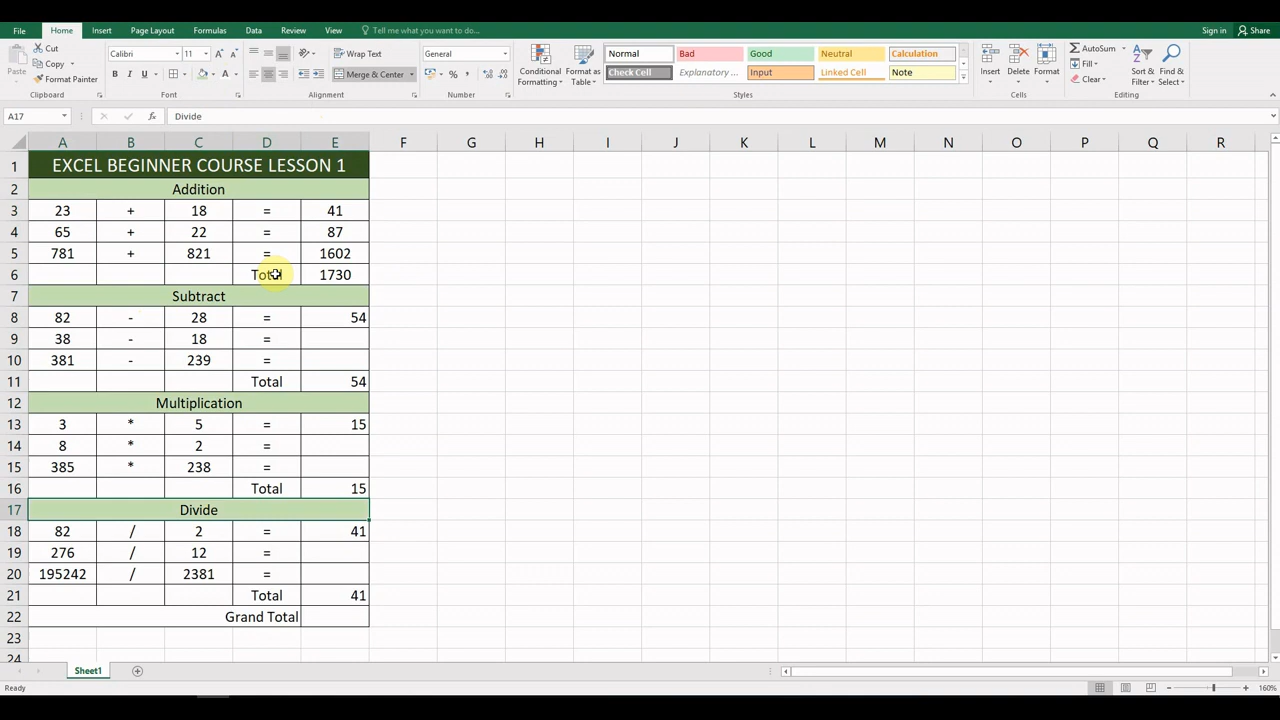 File Home Insert Page Layout Formulas Data Review View Tell me what you want to do... Sign in Share
Paste Cut Copy Format Painter Clipboard
Calibri 11 B I U A A Font
Wrap Text Merge & Center Alignment
General % , Number
Conditional Formatting Format as Table
Normal Bad Good Neutral Calculation
Check Cell Explanatory ... Input Linked Cell Note
Styles
Insert Delete Format Cells
AutoSum Fill Clear Sort & Filter Find & Select Editing
A17 fx Divide
A B C D E F G H I J K L M N O P Q R
1 EXCEL BEGINNER COURSE LESSON 1
2 Addition
3 23 + 18 = 41
4 65 + 22 = 87
5 781 + 821 = 1602
6 Total 1730
7 Subtract
8 82 - 28 = 54
9 38 - 18 =
10 381 - 239 =
11 Total 54
12 Multiplication
13 3 * 5 = 15
14 8 * 2 =
15 385 * 238 =
16 Total 15
17 Divide
18 82 / 2 = 41
19 276 / 12 =
20 195242 / 2381 =
21 Total 41
22 Grand Total
23
24
Sheet1
Ready 160%